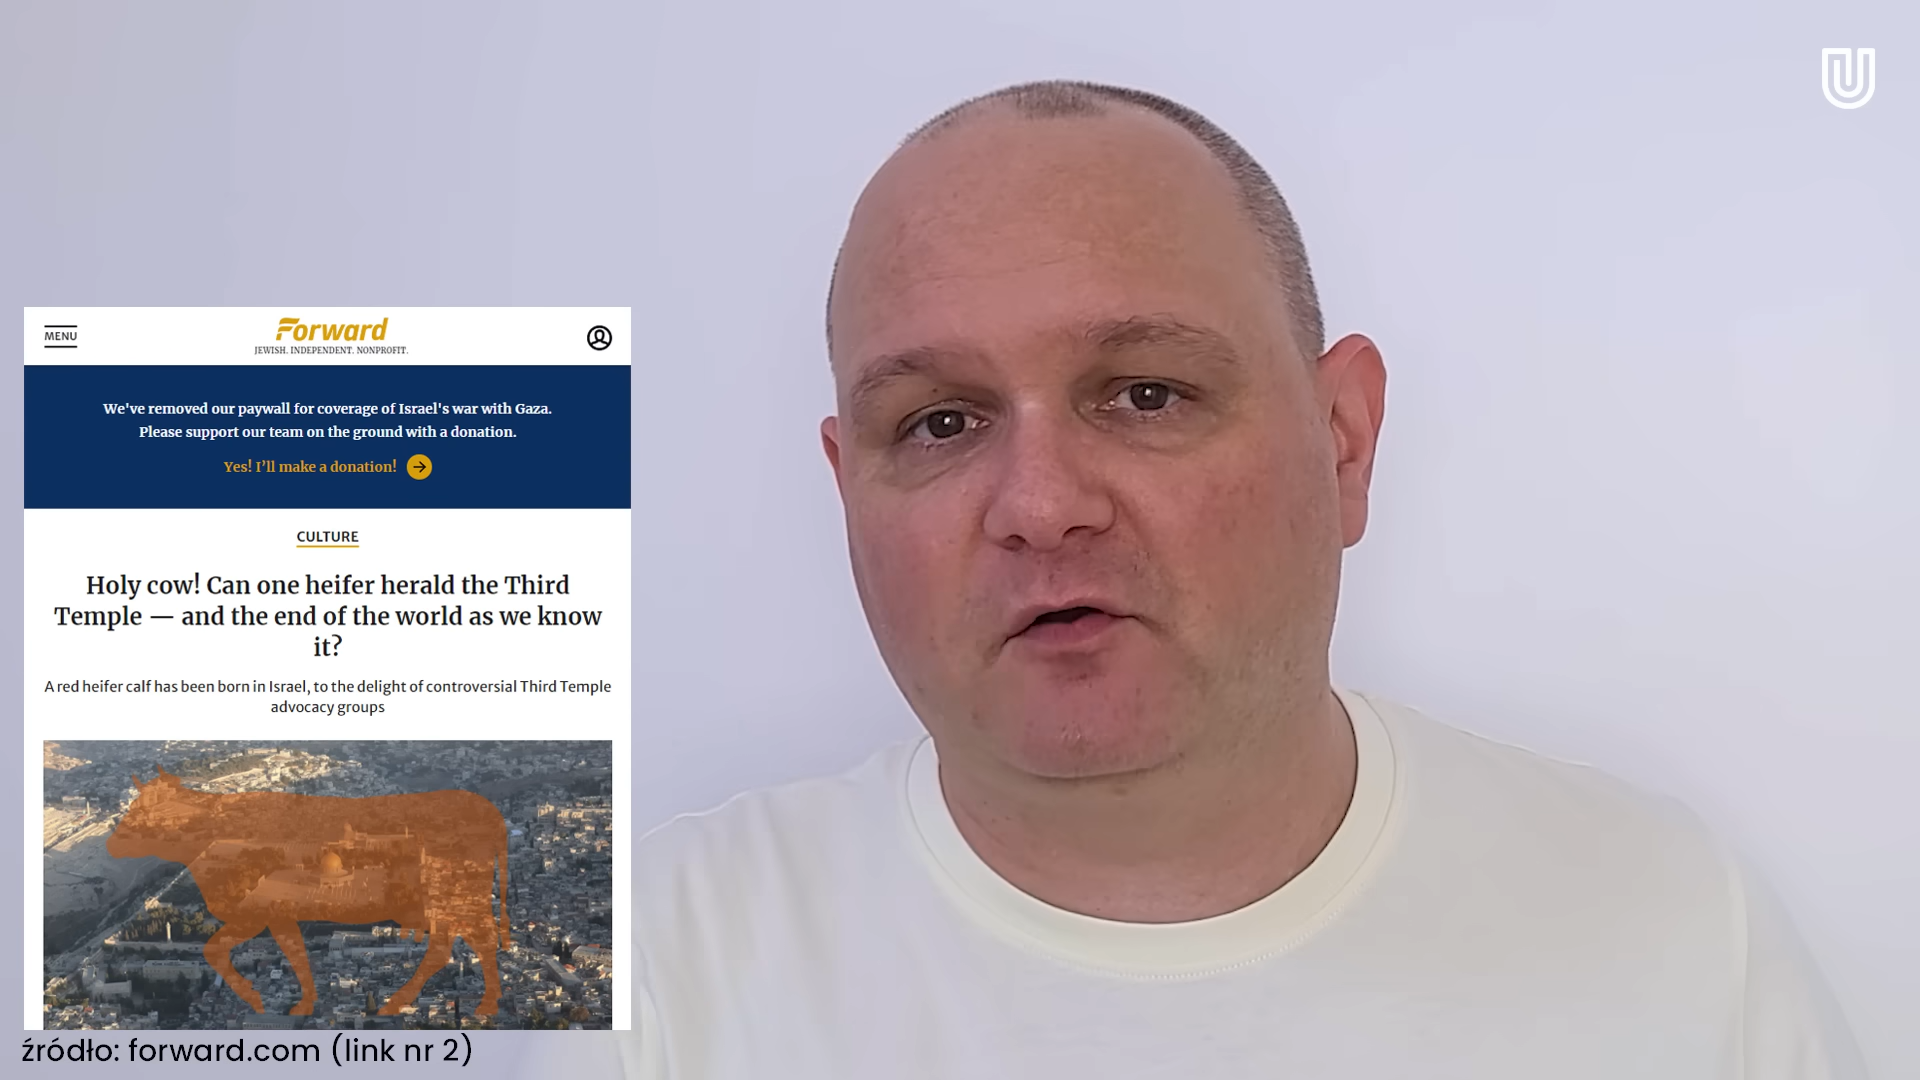 MENU
Forward
JEWISH. INDEPENDENT. NONPROFIT.
We've removed our paywall for coverage of Israel's war with Gaza.
Please support our team on the ground with a donation.
Yes! I'll make a donation!
CULTURE
Holy cow! Can one heifer herald the Third
Temple — and the end of the world as we know
it?
A red heifer calf has been born in Israel, to the delight of controversial Third Temple
advocacy groups
źródło: forward.com (link nr 2)